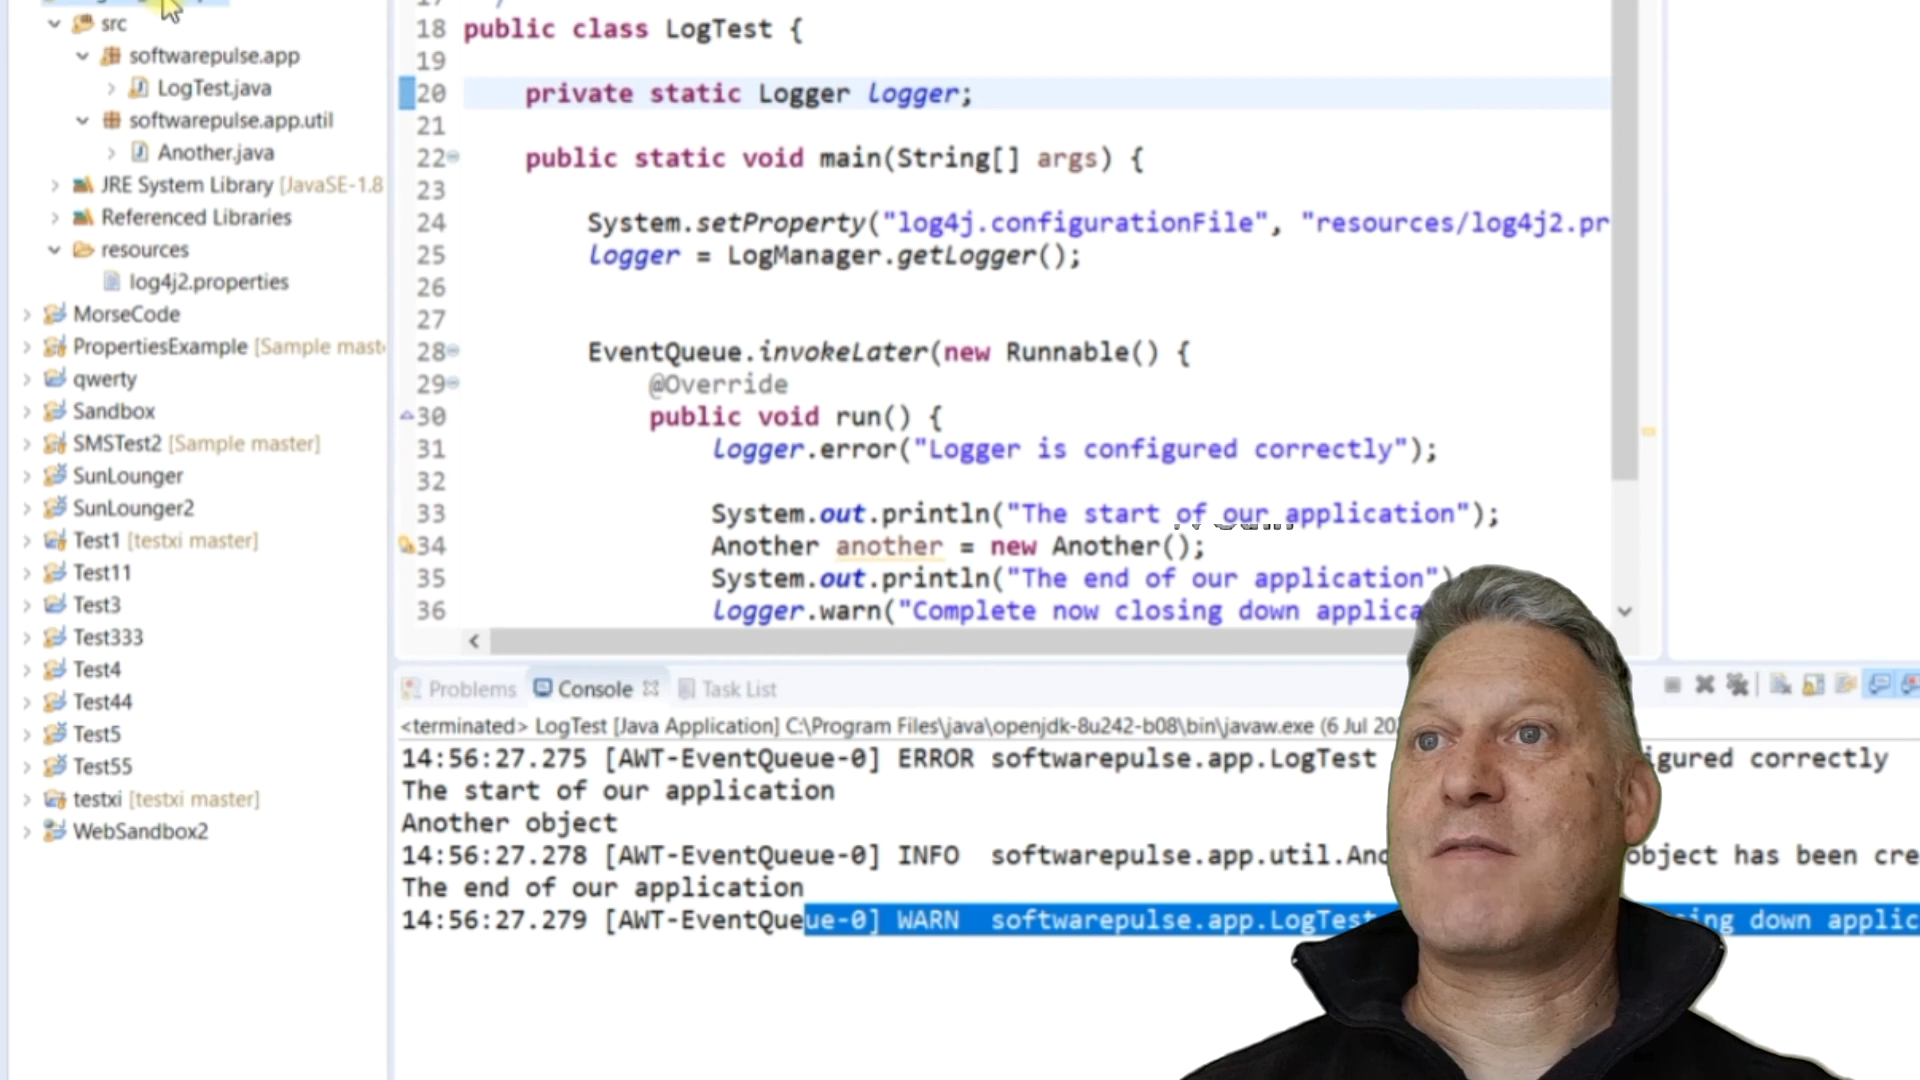 src
softwarepulse.app
LogTest.java
softwarepulse.app.util
Another.java
JRE System Library [JavaSE-1.8
Referenced Libraries
resources
log4j2.properties
MorseCode
PropertiesExample [Sample mast
qwerty
Sandbox
SMSTest2 [Sample master]
SunLounger
SunLounger2
Test1 [testxi master]
Test11
Test3
Test333
Test4
Test44
Test5
Test55
testxi [testxi master]
WebSandbox2
18 public class LogTest {
19
20 private static Logger logger;
21
22 public static void main(String[] args) {
23
24 System.setProperty("log4j.configurationFile", "resources/log4j2.pr
25 logger = LogManager.getLogger();
26
27
28 EventQueue.invokeLater(new Runnable() {
29 @Override
30 public void run() {
31 logger.error("Logger is configured correctly");
32
33 System.out.println("The start of our application");
34 Another another = new Another();
35 System.out.println("The end of our application")
36 logger.warn("Complete now closing down applica
Problems Console Task List
<terminated> LogTest [Java Application] C:\Program Files\java\openjdk-8u242-b08\bin\javaw.exe (6 Jul 20
14:56:27.275 [AWT-EventQueue-0] ERROR softwarepulse.app.LogTest igured correctly
The start of our application
Another object
14:56:27.278 [AWT-EventQueue-0] INFO softwarepulse.app.util.Ano object has been cre
The end of our application
14:56:27.279 [AWT-EventQueue-0] WARN softwarepulse.app.LogTest ing down applic